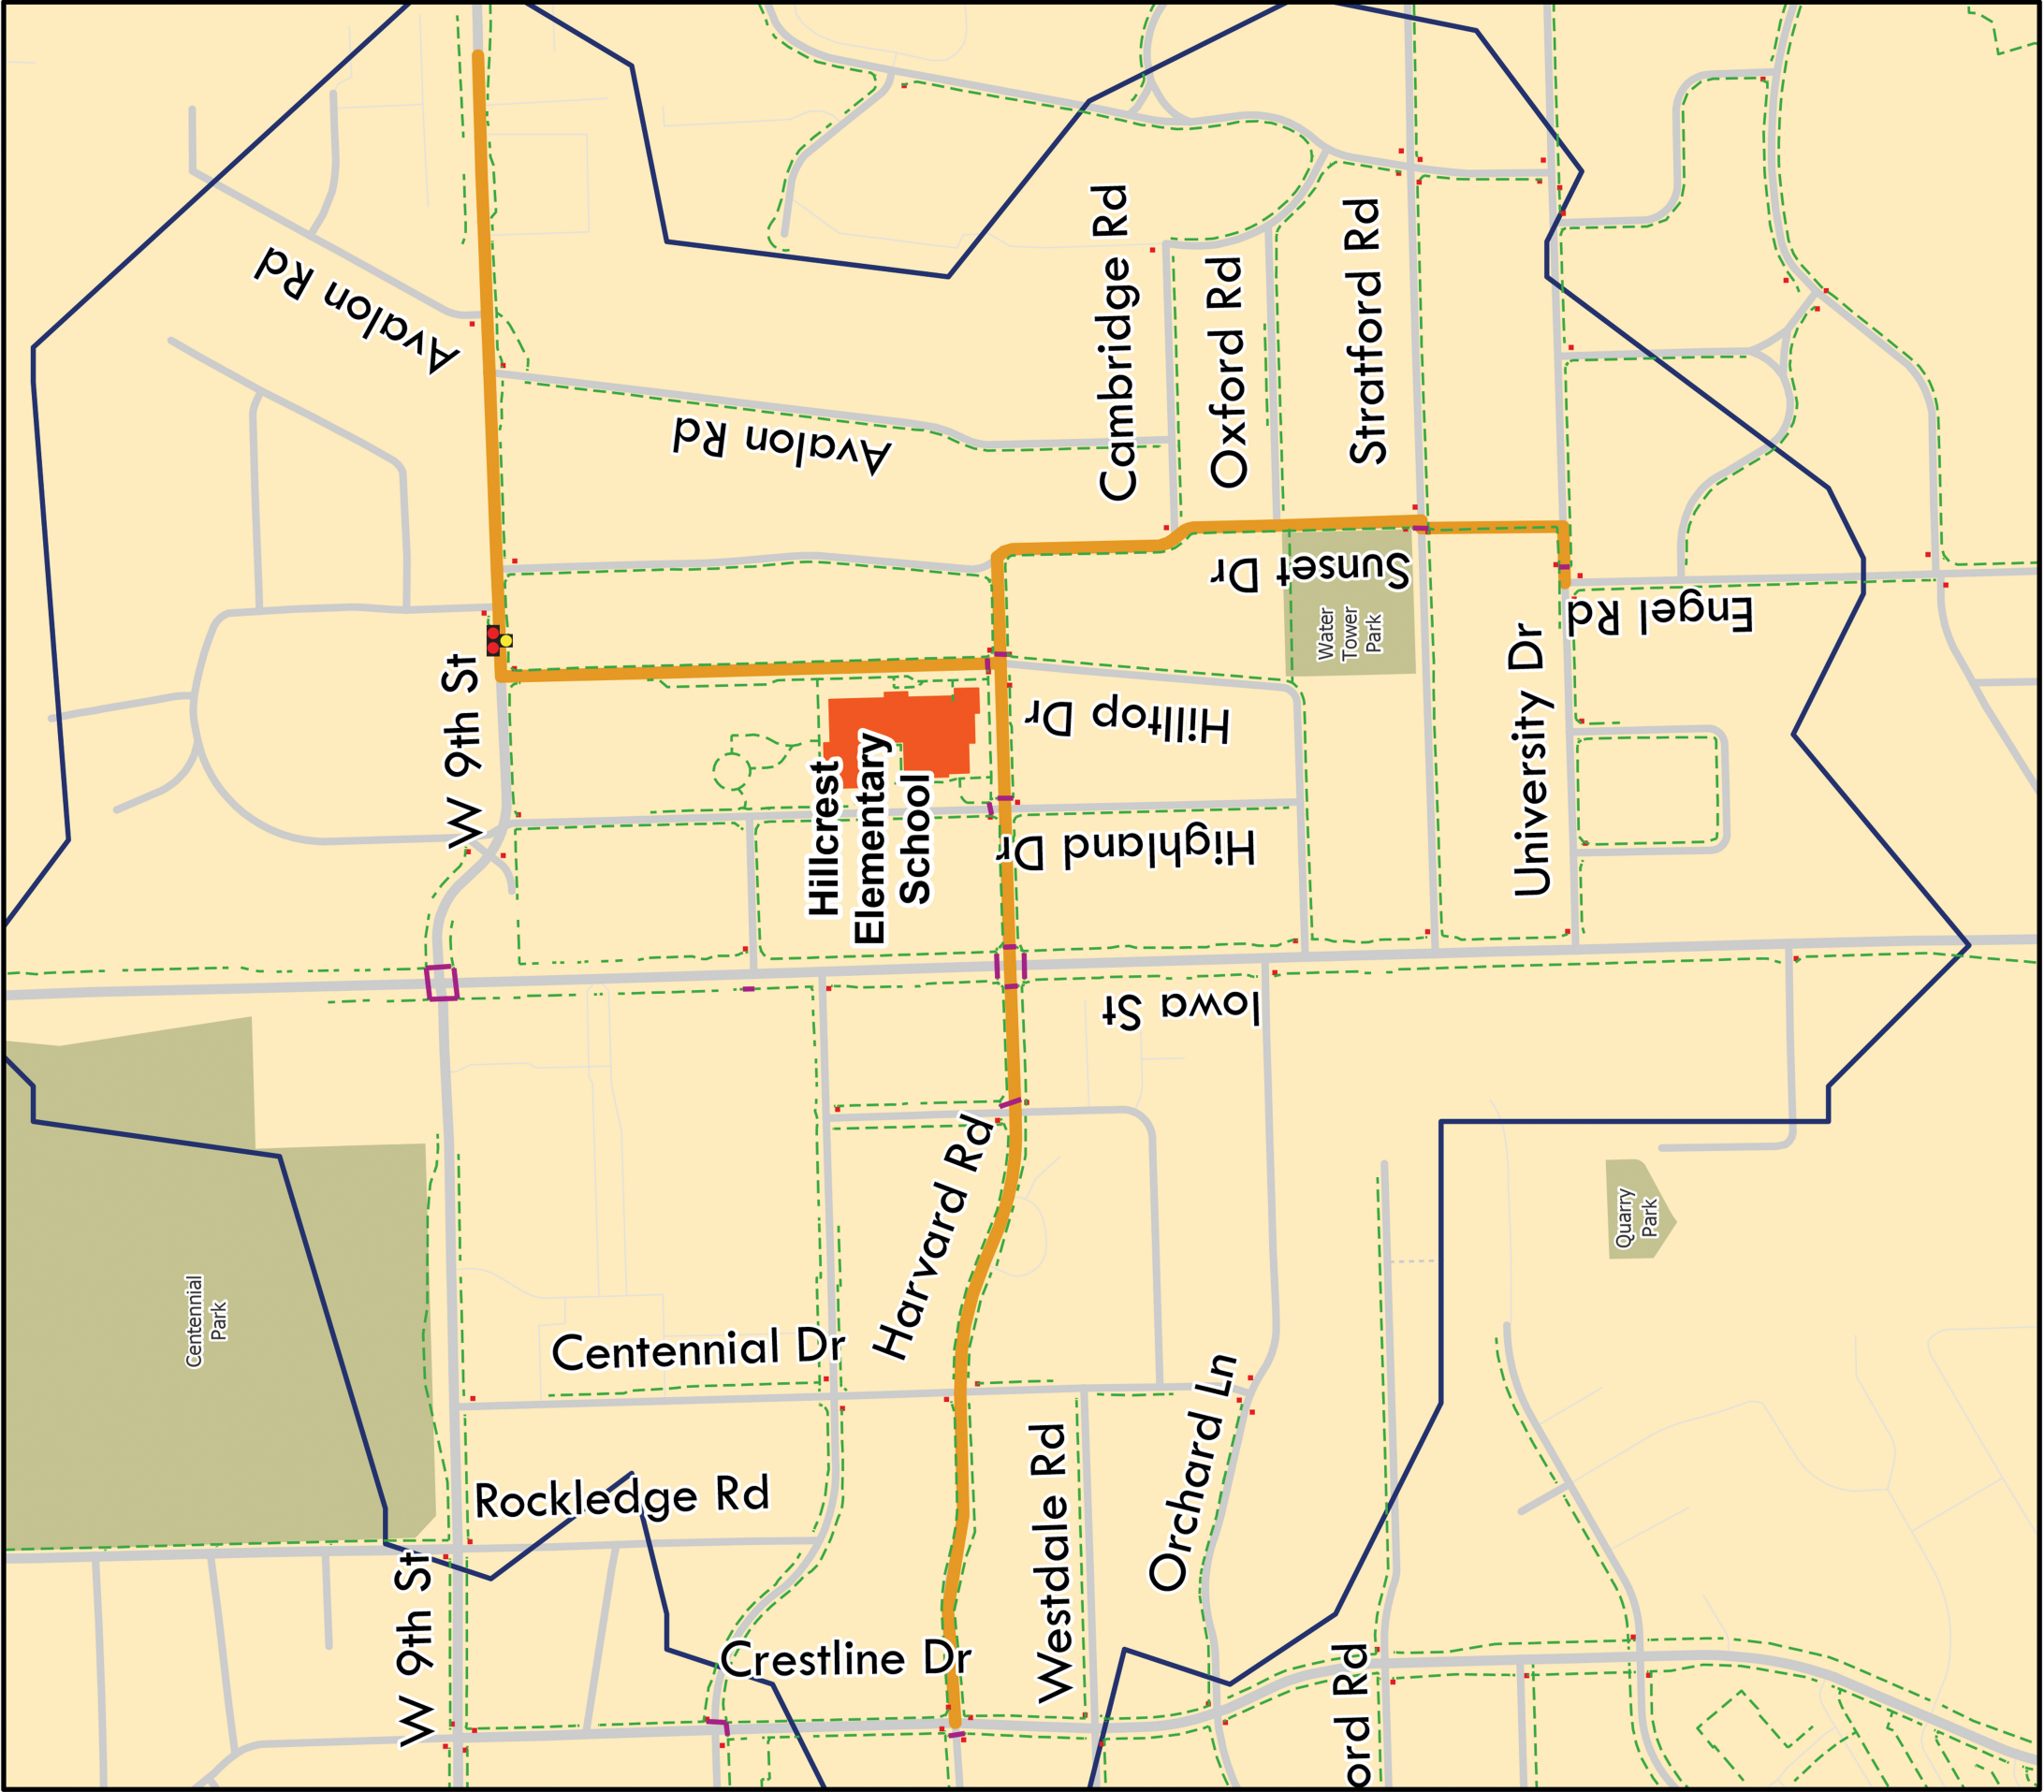 Avalon Rd
Avalon Rd
Cambridge Rd
Oxford Rd
Stratford Rd
Sunset Dr
Water
Tower
Park
Engel Rd
University Dr
W 9th St
Hilltop Dr
Hillcrest
Elementary
School
Highland Dr
Iowa St
Harvard Rd
Centennial
Park
Quarry
Park
Centennial Dr
Orchard Ln
Westdale Rd
Rockledge Rd
W 9th St
Crestline Dr
ord Rd